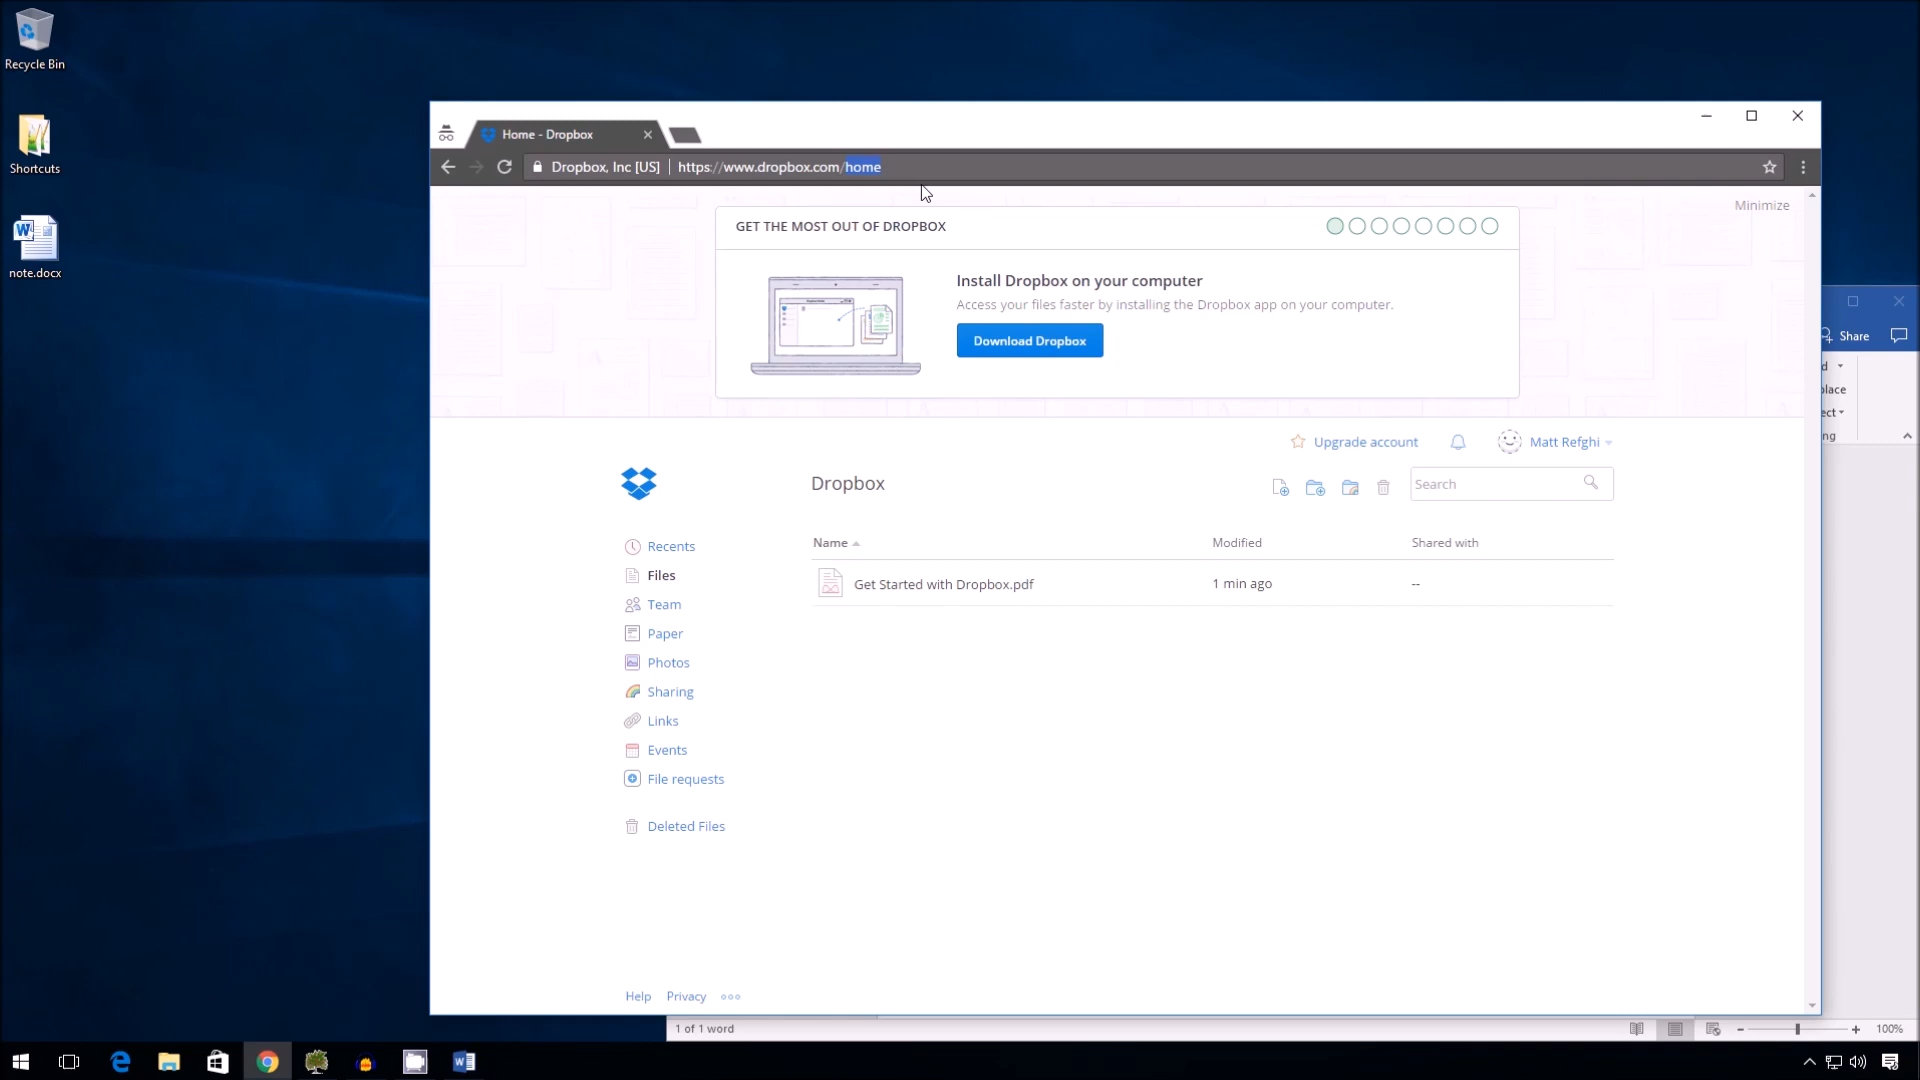 Recycle Bin
Shortcuts
note.docx
Home - Dropbox
Dropbox, Inc [US] | https://www.dropbox.com/home
Minimize
GET THE MOST OUT OF DROPBOX
Install Dropbox on your computer
Access your files faster by installing the Dropbox app on your computer.
Download Dropbox
Upgrade account
Matt Refghi
Dropbox
Search
Name
Modified
Shared with
Get Started with Dropbox.pdf
1 min ago
--
Recents
Files
Team
Paper
Photos
Sharing
Links
Events
File requests
Deleted Files
Help
Privacy
Share
d
place
ect
ng
1 of 1 word
100%